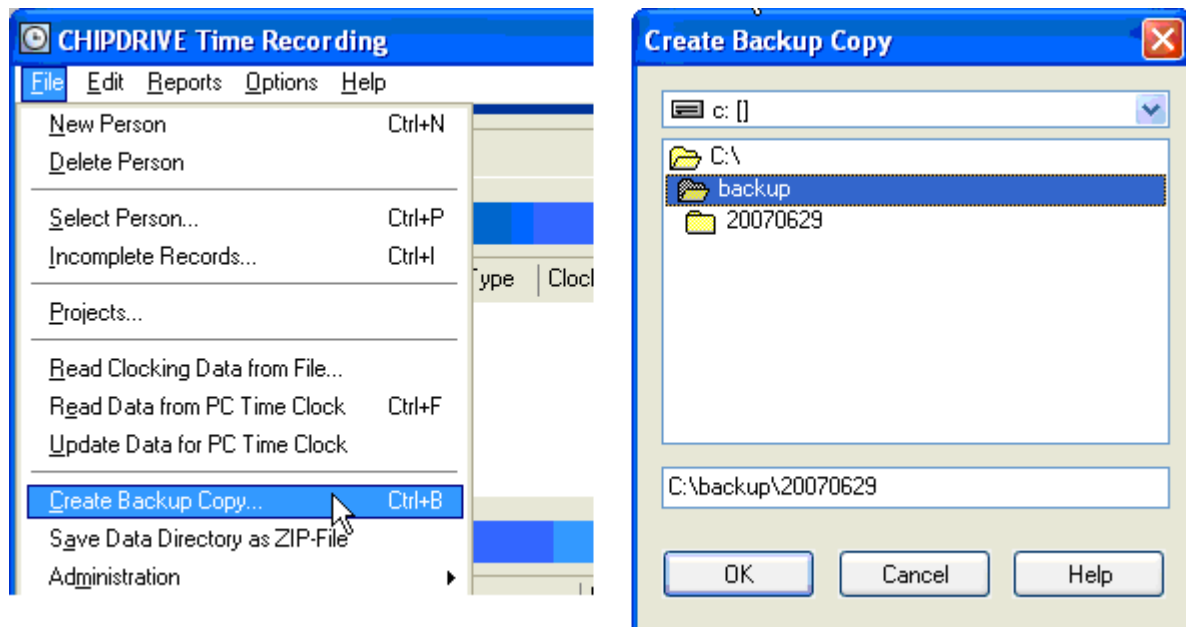 CHIPDRIVE Time Recording
File Edit Reports Options Help
New Person Ctrl+N
Delete Person
Select Person... Ctrl+P
Incomplete Records... Ctrl+I
Projects...
Read Clocking Data from File...
Read Data from PC Time Clock Ctrl+F
Update Data for PC Time Clock
Create Backup Copy... Ctrl+B
Save Data Directory as ZIP-File
Administration
ype Clock
Create Backup Copy
c: []
C:\
backup
20070629
C:\backup\20070629
OK Cancel Help